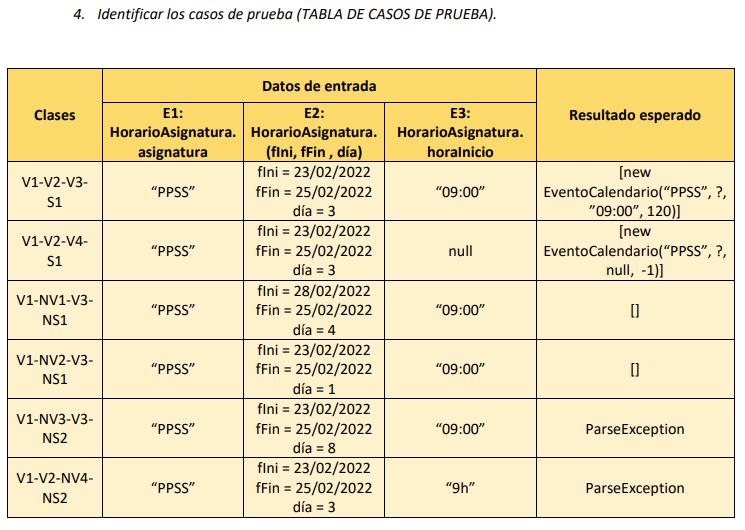 4. Identificar los casos de prueba (TABLA DE CASOS DE PRUEBA).
Clases
Datos de entrada
Resultado esperado
E1:
HorarioAsignatura.
asignatura
E2:
HorarioAsignatura.
(fIni, fFin , día)
E3:
HorarioAsignatura.
horaInicio
V1-V2-V3-
S1
“PPSS”
fIni = 23/02/2022
fFin = 25/02/2022
día = 3
“09:00”
[new
EventoCalendario(“PPSS”, ?,
”09:00”, 120)]
V1-V2-V4-
S1
“PPSS”
fIni = 23/02/2022
fFin = 25/02/2022
día = 3
null
[new
EventoCalendario(“PPSS”, ?,
null, -1)]
V1-NV1-V3-
NS1
“PPSS”
fIni = 28/02/2022
fFin = 25/02/2022
día = 4
“09:00”
[]
V1-NV2-V3-
NS1
“PPSS”
fIni = 23/02/2022
fFin = 25/02/2022
día = 1
“09:00”
[]
V1-NV3-V3-
NS2
“PPSS”
fIni = 23/02/2022
fFin = 25/02/2022
día = 8
“09:00”
ParseException
V1-V2-NV4-
NS2
“PPSS”
fIni = 23/02/2022
fFin = 25/02/2022
día = 3
“9h”
ParseException